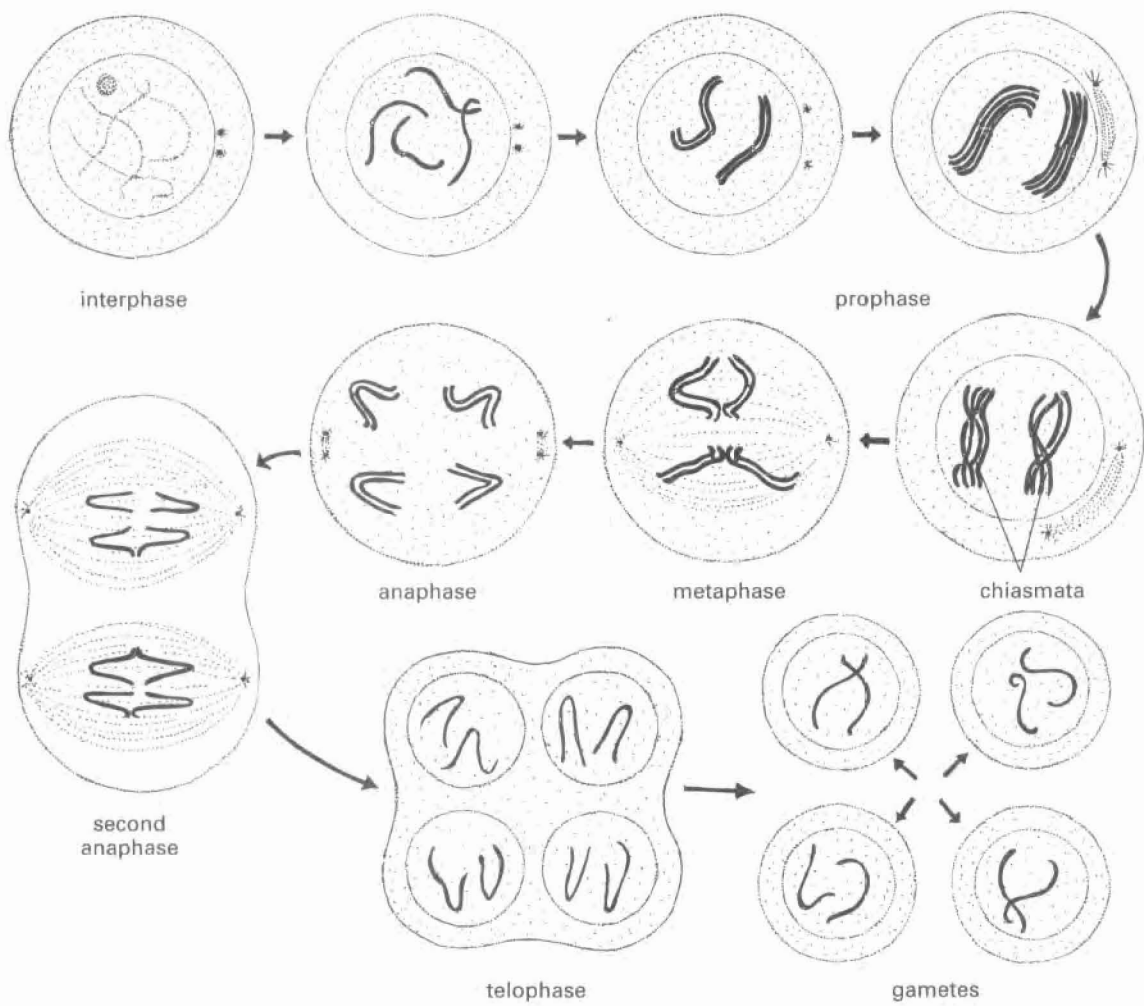 interphase
prophase
anaphase
metaphase
chiasmata
second
anaphase
telophase
gametes